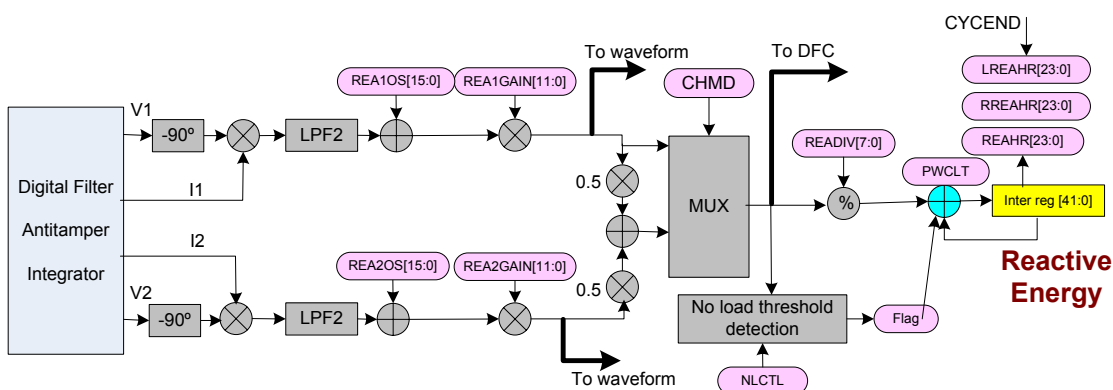 CYCEND
To waveform
To DFC
LREAHR[23:0]
REA1OS[15:0]
REA1GAIN[11:0]
CHMD
RREAHR[23:0]
V1
-90º
LPF2
READIV[7:0]
REAHR[23:0]
PWCLT
I1
0.5
Digital Filter
Antitamper
Integrator
MUX
%
Inter reg [41:0]
I2
REA2OS[15:0]
REA2GAIN[11:0]
0.5
Reactive
Energy
V2
-90º
LPF2
No load threshold
detection
Flag
To waveform
NLCTL